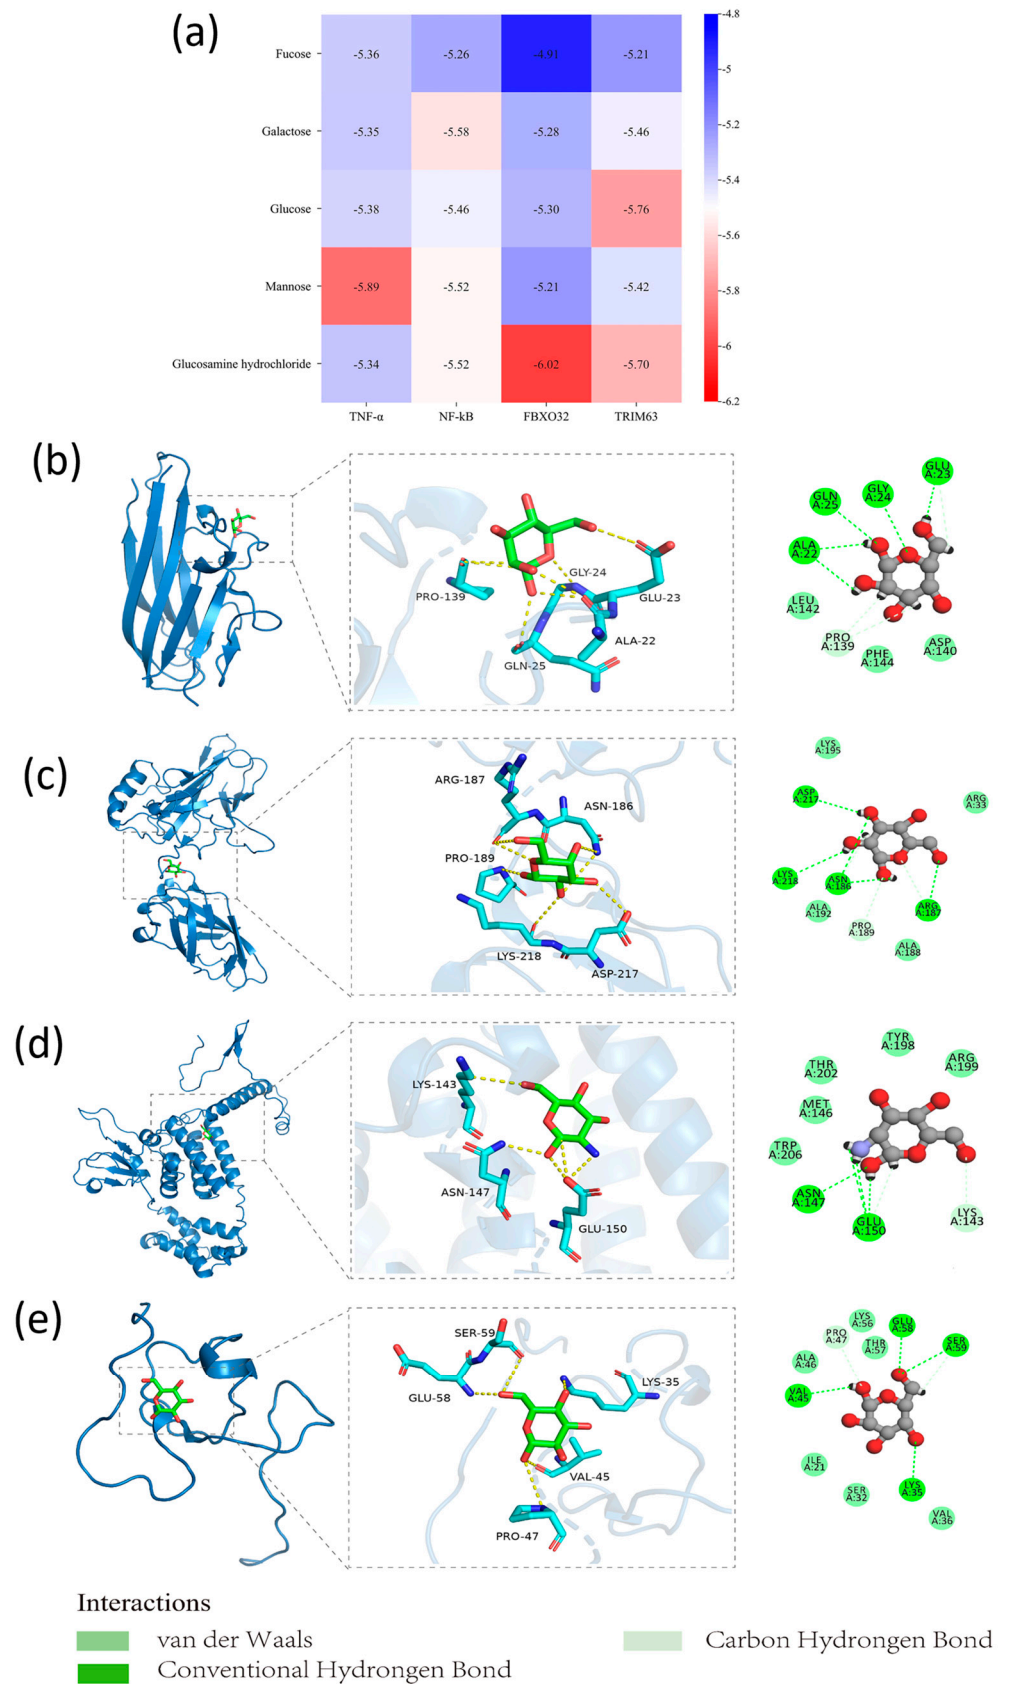 (a)
Fucose -5.36 -5.26 -4.91 -5.21
Galactose -5.35 -5.58 -5.28 -5.46
Glucose -5.38 -5.46 -5.30 -5.76
Mannose -5.89 -5.52 -5.21 -5.42
Glucosamine hydrochloride -5.34 -5.52 -6.02 -5.70
TNF-α NF-kB FBXO32 TRIM63
-4.8
-5
-5.2
-5.4
-5.6
-5.8
-6
-6.2
(b)
GLY-24
PRO-139
GLU-23
ALA-22
GLN-25
GLU
A:23
GLY
A:24
GLN
A:25
ALA
A:22
LEU
A:142
PRO
A:139
PHE
A:144
ASP
A:140
(c)
ARG-187
ASN-186
PRO-189
LYS-218
ASP-217
LYS
A:195
ASP
A:217
ARG
A:33
LYS
A:218
ASN
A:186
ALA
A:192
PRO
A:189
ARG
A:187
ALA
A:188
(d)
LYS-143
ASN-147
GLU-150
TYR
A:198
THR
A:202
ARG
A:199
MET
A:146
TRP
A:206
ASN
A:147
GLU
A:150
LYS
A:143
(e)
SER-59
GLU-58
LYS-35
VAL-45
PRO-47
LYS
A:56
GLU
A:58
PRO
A:47
THR
A:57
SER
A:59
ALA
A:46
VAL
A:45
ILE
A:21
SER
A:32
LYS
A:35
VAL
A:36
Interactions
van der Waals
Carbon Hydrongen Bond
Conventional Hydrongen Bond